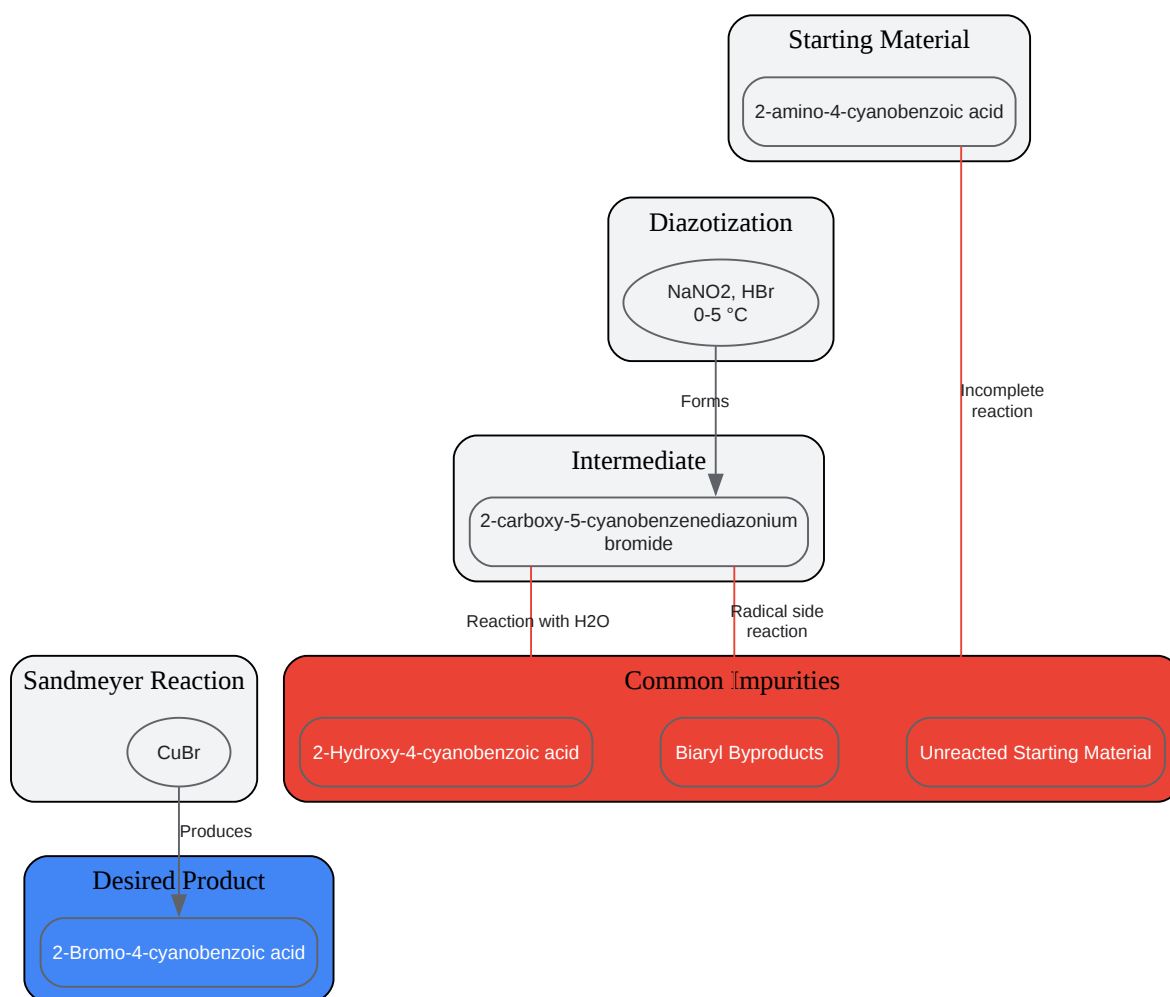 Starting Material
2-amino-4-cyanobenzoic acid
Diazotization
NaNO2, HBr
0-5 °C
Incomplete
reaction
Forms
Intermediate
2-carboxy-5-cyanobenzenediazonium
bromide
Reaction with H2O
Radical side
reaction
Sandmeyer Reaction
CuBr
Common Impurities
2-Hydroxy-4-cyanobenzoic acid
Biaryl Byproducts
Unreacted Starting Material
Produces
Desired Product
2-Bromo-4-cyanobenzoic acid